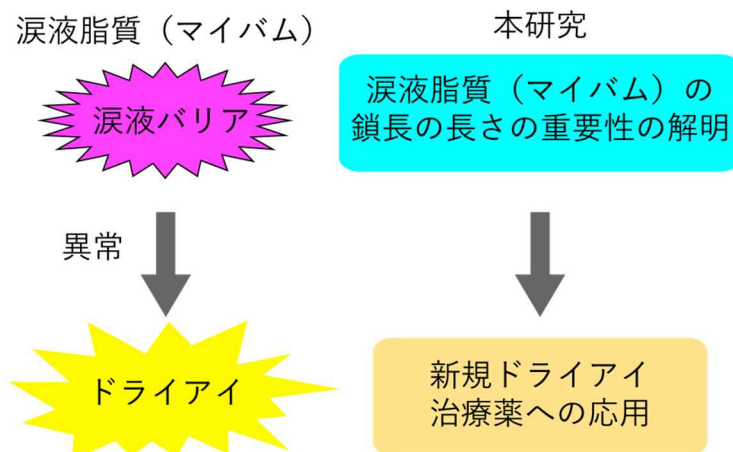 涙液脂質（マイバム）
涙液バリア
異常
ドライアイ
本研究
涙液脂質（マイバム）の
鎖長の長さの重要性の解明
新規ドライアイ
治療薬への応用